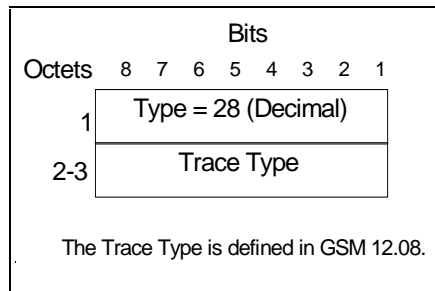 Bits
Octets 8 7 6 5 4 3 2 1
1 Type = 28 (Decimal)
2-3 Trace Type
The Trace Type is defined in GSM 12.08.